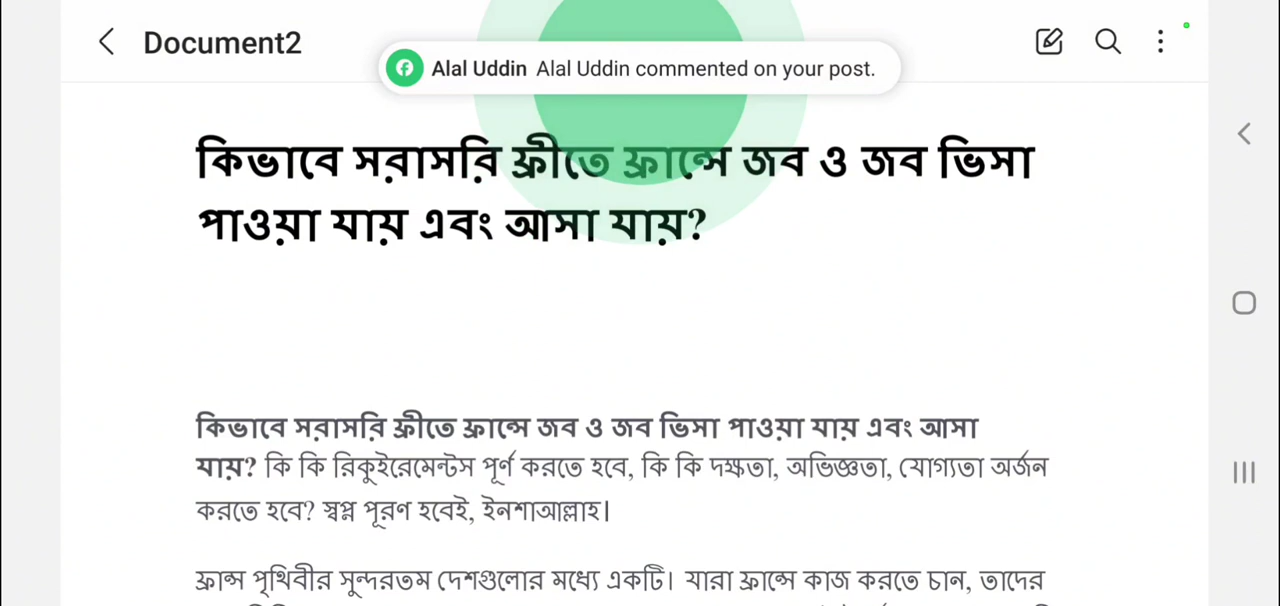 Document2
Alal Uddin Alal Uddin commented on your post.
কিভাবে সরাসরি ফ্রীতে ফ্রান্সে জব ও জব ভিসা
পাওয়া যায় এবং আসা যায়?
কিভাবে সরাসরি ফ্রীতে ফ্রান্সে জব ও জব ভিসা পাওয়া যায় এবং আসা
যায়? কি কি রিকুইরেমেন্টস পূর্ণ করতে হবে, কি কি দক্ষতা, অভিজ্ঞতা, যোগ্যতা অর্জন
করতে হবে? স্বপ্ন পূরণ হবেই, ইনশাআল্লাহ।
ফ্রান্স পৃথিবীর সুন্দরতম দেশগুলোর মধ্যে একটি। যারা ফ্রান্সে কাজ করতে চান, তাদের